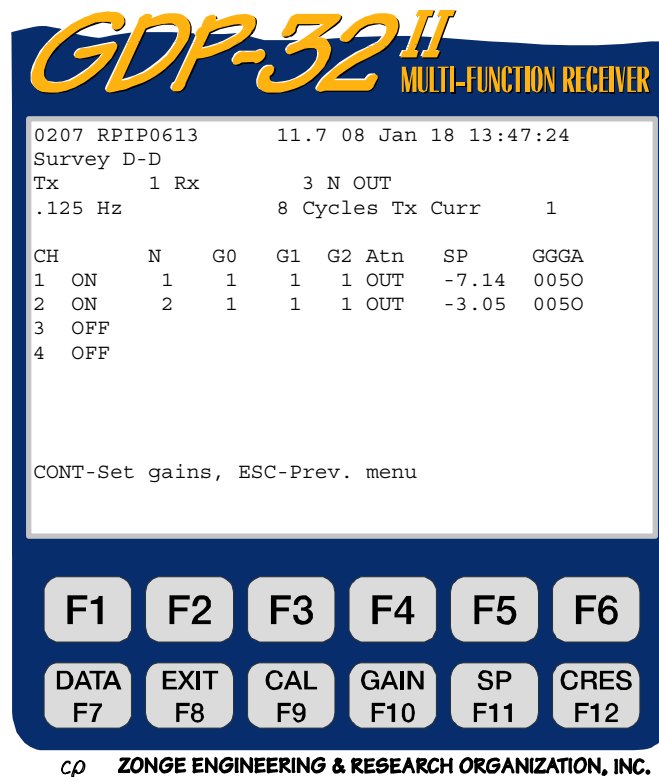 GDP-32 II
MULTI-FUNCTION RECEIVER
0207 RPIP0613 11.7 08 Jan 18 13:47:24
Survey D-D
Tx 1 Rx 3 N OUT
.125 Hz 8 Cycles Tx Curr 1
CH N G0 G1 G2 Atn SP GGGA
1 ON 1 1 1 1 OUT -7.14 005O
2 ON 2 1 1 1 OUT -3.05 005O
3 OFF
4 OFF
CONT-Set gains, ESC-Prev. menu
F1 F2 F3 F4 F5 F6
DATA EXIT CAL GAIN SP CRES
F7 F8 F9 F10 F11 F12
ZONGE ENGINEERING & RESEARCH ORGANIZATION, INC.